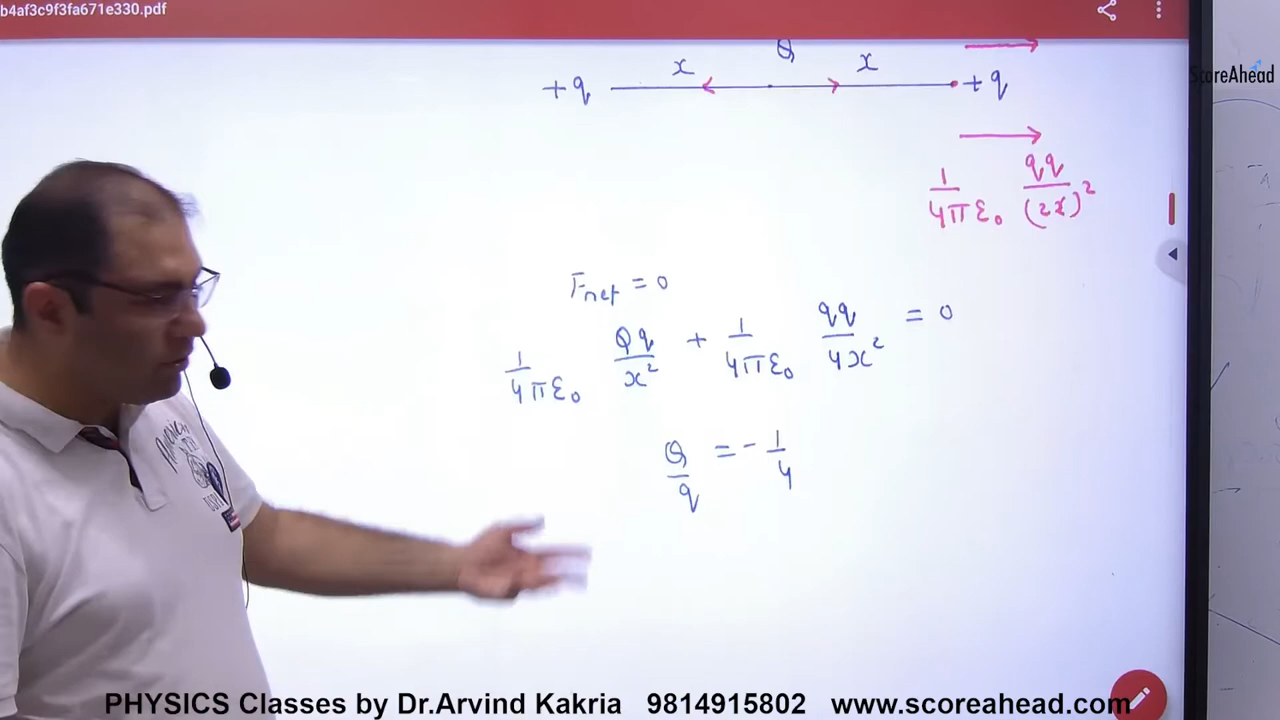 b4af3c9f3fa671e330.pdf
ScoreAhead
x Q x
+q +q
1/4πε₀ qq/(2x)²
Fnet = 0
1/4πε₀ Qq/x² + 1/4πε₀ qq/4x² = 0
Q/q = -1/4
PHYSICS Classes by Dr.Arvind Kakria 9814915802 www.scoreahead.com